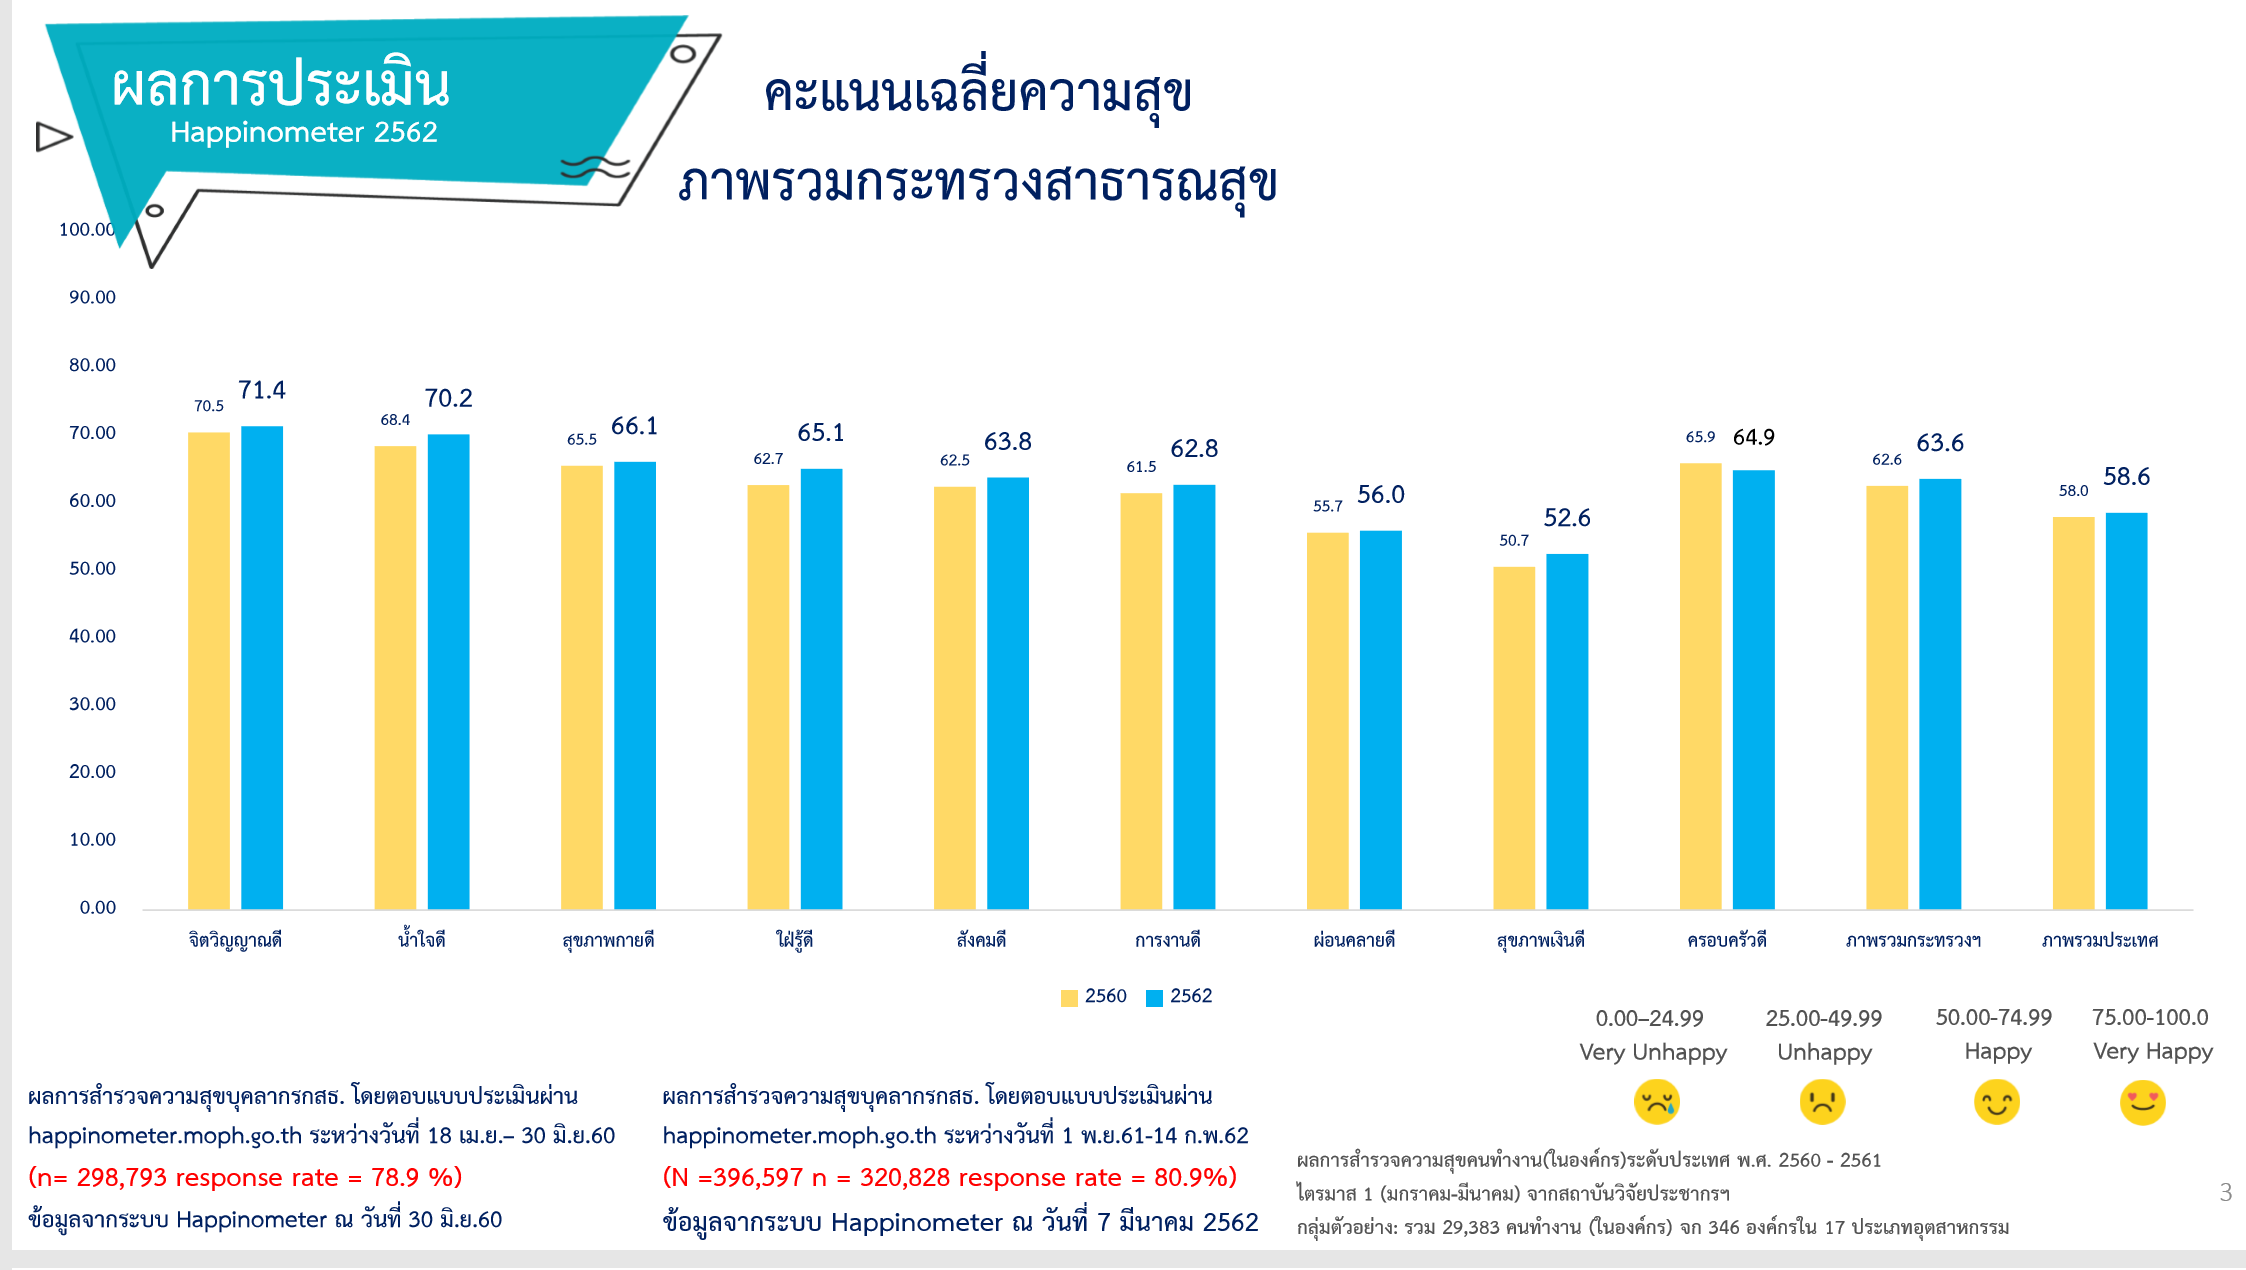 ผลการประเมิน
Happinometer 2562
คะแนนเฉลี่ยความสุข
ภาพรวมกระทรวงสาธารณสุข
100.00
90.00
80.00
70.00
60.00
50.00
40.00
30.00
20.00
10.00
0.00
70.5 71.4
68.4 70.2
65.5 66.1
62.7 65.1
62.5 63.8
61.5 62.8
55.7 56.0
50.7 52.6
65.9 64.9
62.6 63.6
58.0 58.6
จิตวิญญาณดี น้ำใจดี สุขภาพกายดี ใฝ่รู้ดี สังคมดี การงานดี ผ่อนคลายดี สุขภาพเงินดี ครอบครัวดี ภาพรวมกระทรวงฯ ภาพรวมประเทศ
2560 2562
0.00–24.99 25.00-49.99 50.00-74.99 75.00-100.0
Very Unhappy Unhappy Happy Very Happy
ผลการสำรวจความสุขบุคลากรกสธ. โดยตอบแบบประเมินผ่าน
happinometer.moph.go.th ระหว่างวันที่ 18 เม.ย.– 30 มิ.ย.60
(n= 298,793 response rate = 78.9 %)
ข้อมูลจากระบบ Happinometer ณ วันที่ 30 มิ.ย.60
ผลการสำรวจความสุขบุคลากรกสธ. โดยตอบแบบประเมินผ่าน
happinometer.moph.go.th ระหว่างวันที่ 1 พ.ย.61-14 ก.พ.62
(N =396,597 n = 320,828 response rate = 80.9%)
ข้อมูลจากระบบ Happinometer ณ วันที่ 7 มีนาคม 2562
ผลการสำรวจความสุขคนทำงาน(ในองค์กร)ระดับประเทศ พ.ศ. 2560 - 2561
ไตรมาส 1 (มกราคม-มีนาคม) จากสถาบันวิจัยประชากรฯ
กลุ่มตัวอย่าง: รวม 29,383 คนทำงาน (ในองค์กร) จก 346 องค์กรใน 17 ประเภทอุตสาหกรรม
3